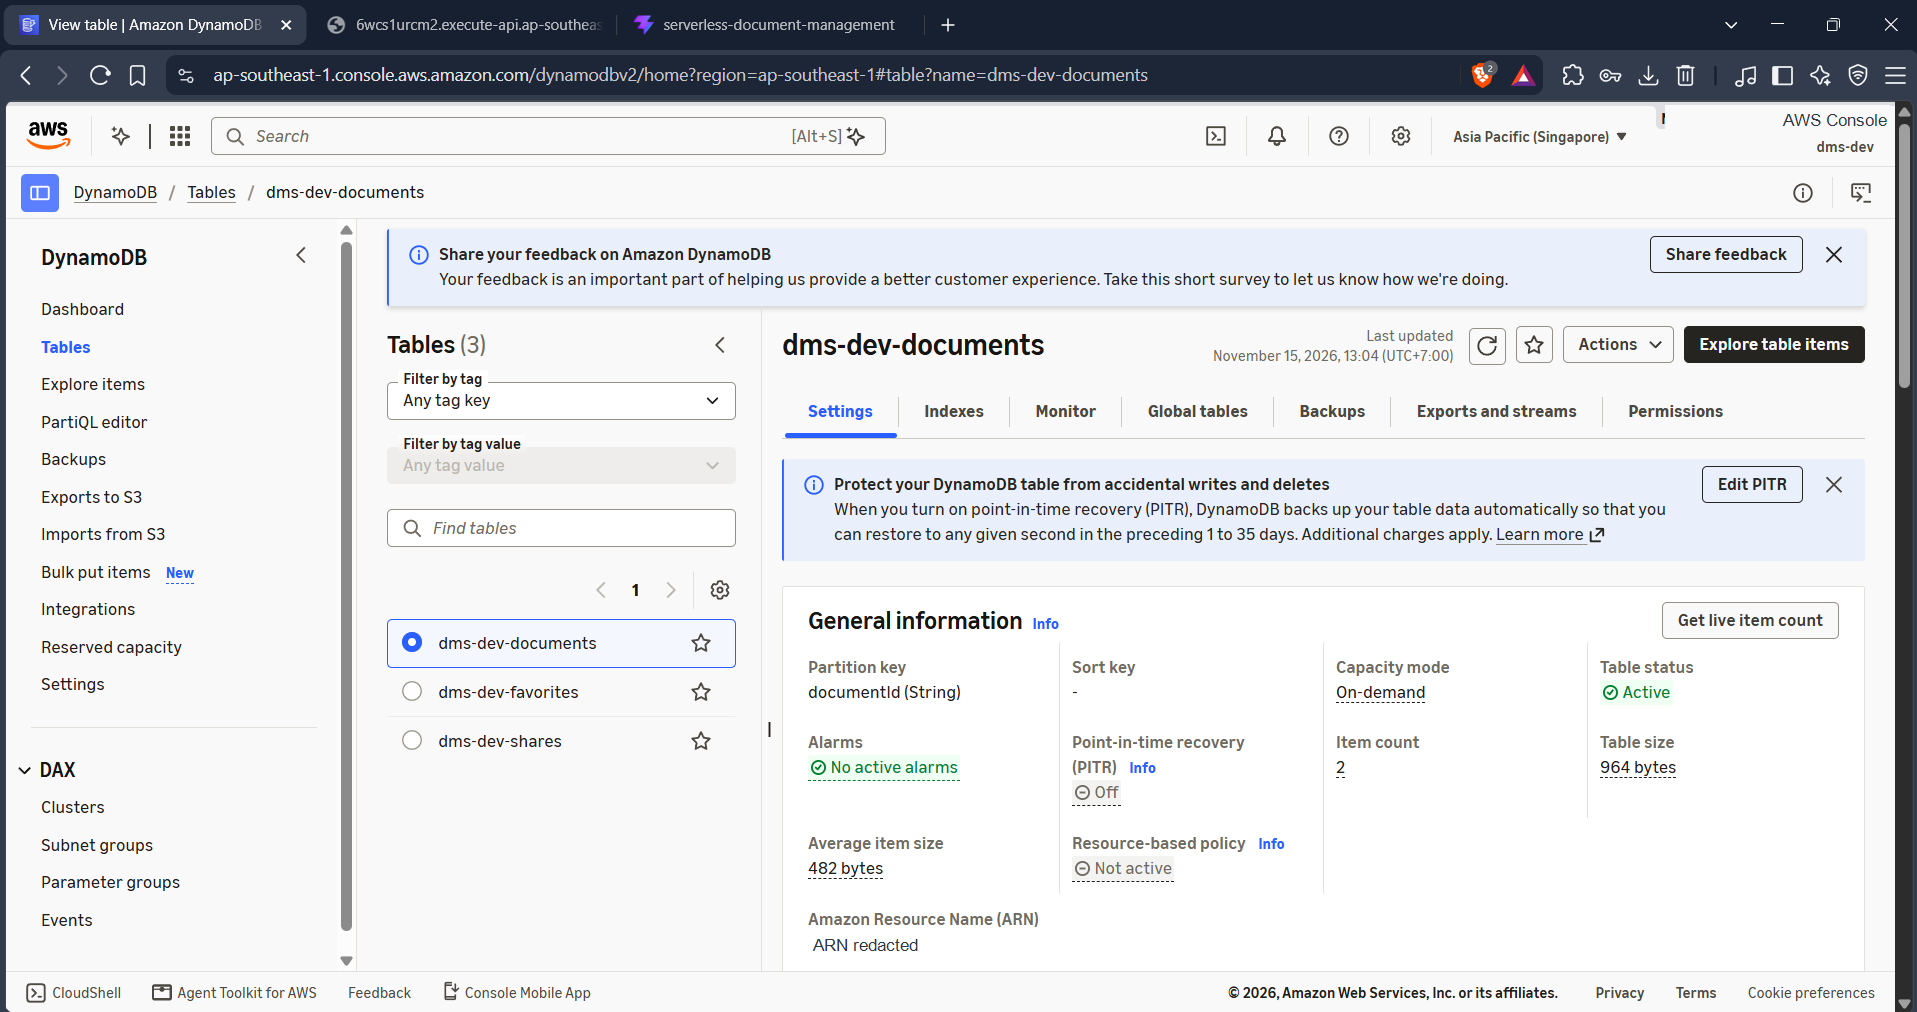 View table | Amazon DynamoDB
6wcs1urcm2.execute-api.ap-southeas
serverless-document-management
ap-southeast-1.console.aws.amazon.com/dynamodbv2/home?region=ap-southeast-1#table?name=dms-dev-documents
2
aws
Search
[Alt+S]
Asia Pacific (Singapore)
AWS Console
dms-dev
DynamoDB / Tables / dms-dev-documents
DynamoDB
Dashboard
Tables
Explore items
PartiQL editor
Backups
Exports to S3
Imports from S3
Bulk put items New
Integrations
Reserved capacity
Settings
DAX
Clusters
Subnet groups
Parameter groups
Events
Share your feedback on Amazon DynamoDB
Your feedback is an important part of helping us provide a better customer experience. Take this short survey to let us know how we're doing.
Share feedback
Tables (3)
Filter by tag
Any tag key
Filter by tag value
Any tag value
Find tables
1
dms-dev-documents
dms-dev-favorites
dms-dev-shares
dms-dev-documents
Last updated
November 15, 2026, 13:04 (UTC+7:00)
Actions
Explore table items
Settings
Indexes
Monitor
Global tables
Backups
Exports and streams
Permissions
Protect your DynamoDB table from accidental writes and deletes
When you turn on point-in-time recovery (PITR), DynamoDB backs up your table data automatically so that you
can restore to any given second in the preceding 1 to 35 days. Additional charges apply. Learn more
Edit PITR
General information Info
Get live item count
Partition key
documentId (String)
Sort key
-
Capacity mode
On-demand
Table status
Active
Alarms
No active alarms
Point-in-time recovery
(PITR) Info
Off
Item count
2
Table size
964 bytes
Average item size
482 bytes
Resource-based policy Info
Not active
Amazon Resource Name (ARN)
ARN redacted
CloudShell
Agent Toolkit for AWS
Feedback
Console Mobile App
© 2026, Amazon Web Services, Inc. or its affiliates.
Privacy
Terms
Cookie preferences